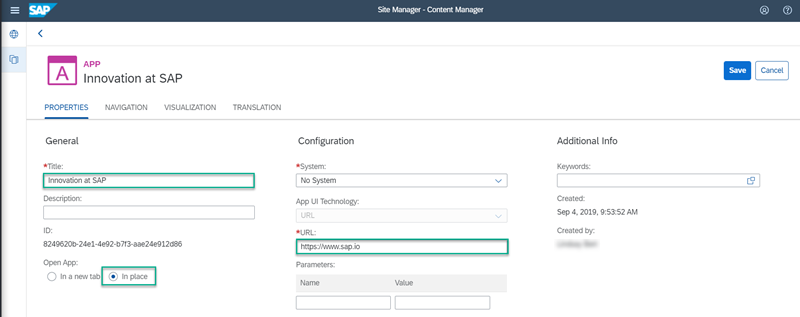 SAP
Site Manager - Content Manager
APP
A
Innovation at SAP
Save
Cancel
PROPERTIES
NAVIGATION
VISUALIZATION
TRANSLATION
General
*Title:
Innovation at SAP
Description:
ID:
8249620b-24e1-4e92-b7f3-aae24e912d86
Open App:
In a new tab
In place
Configuration
*System:
No System
App UI Technology:
URL
*URL:
https://www.sap.io
Parameters:
Name
Value
Additional Info
Keywords:
Created:
Sep 4, 2019, 9:53:52 AM
Created by: